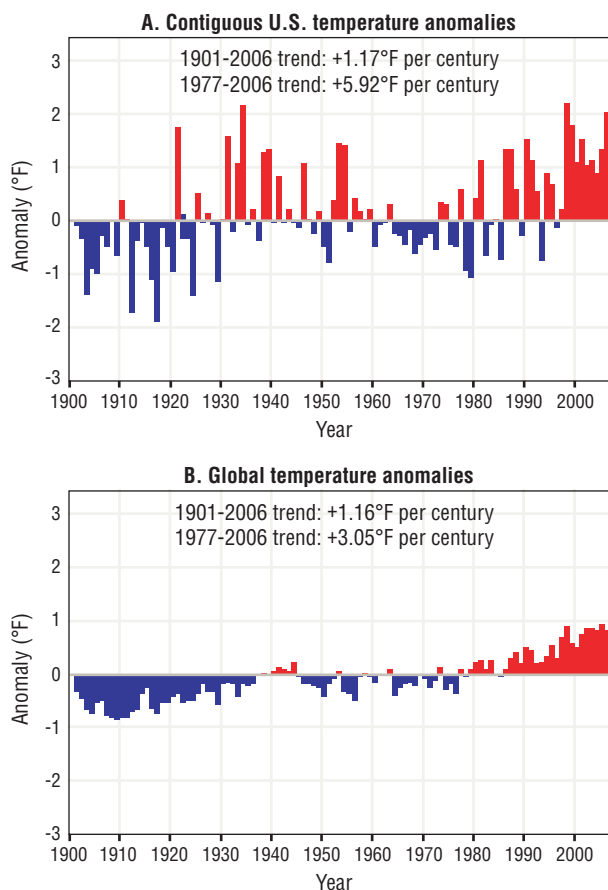 A. Contiguous U.S. temperature anomalies
1901-2006 trend: +1.17°F per century
1977-2006 trend: +5.92°F per century
Anomaly (°F)
3
2
1
0
-1
-2
-3
1900 1910 1920 1930 1940 1950 1960 1970 1980 1990 2000
Year
B. Global temperature anomalies
1901-2006 trend: +1.16°F per century
1977-2006 trend: +3.05°F per century
Anomaly (°F)
3
2
1
0
-1
-2
-3
1900 1910 1920 1930 1940 1950 1960 1970 1980 1990 2000
Year